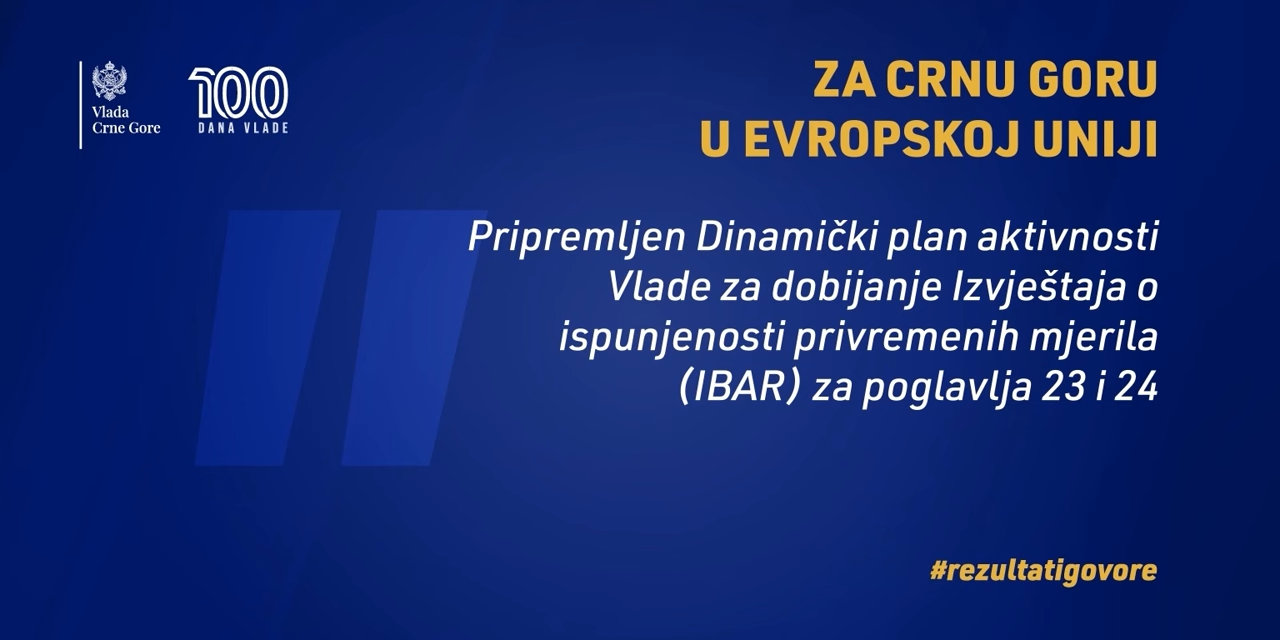 Vlada
Crne Gore
100
DANA VLADE
ZA CRNU GORU
U EVROPSKOJ UNIJI
Pripremljen Dinamički plan aktivnosti
Vlade za dobijanje Izvještaja o
ispunjenosti privremenih mjerila
(IBAR) za poglavlja 23 i 24
#rezultatigovore